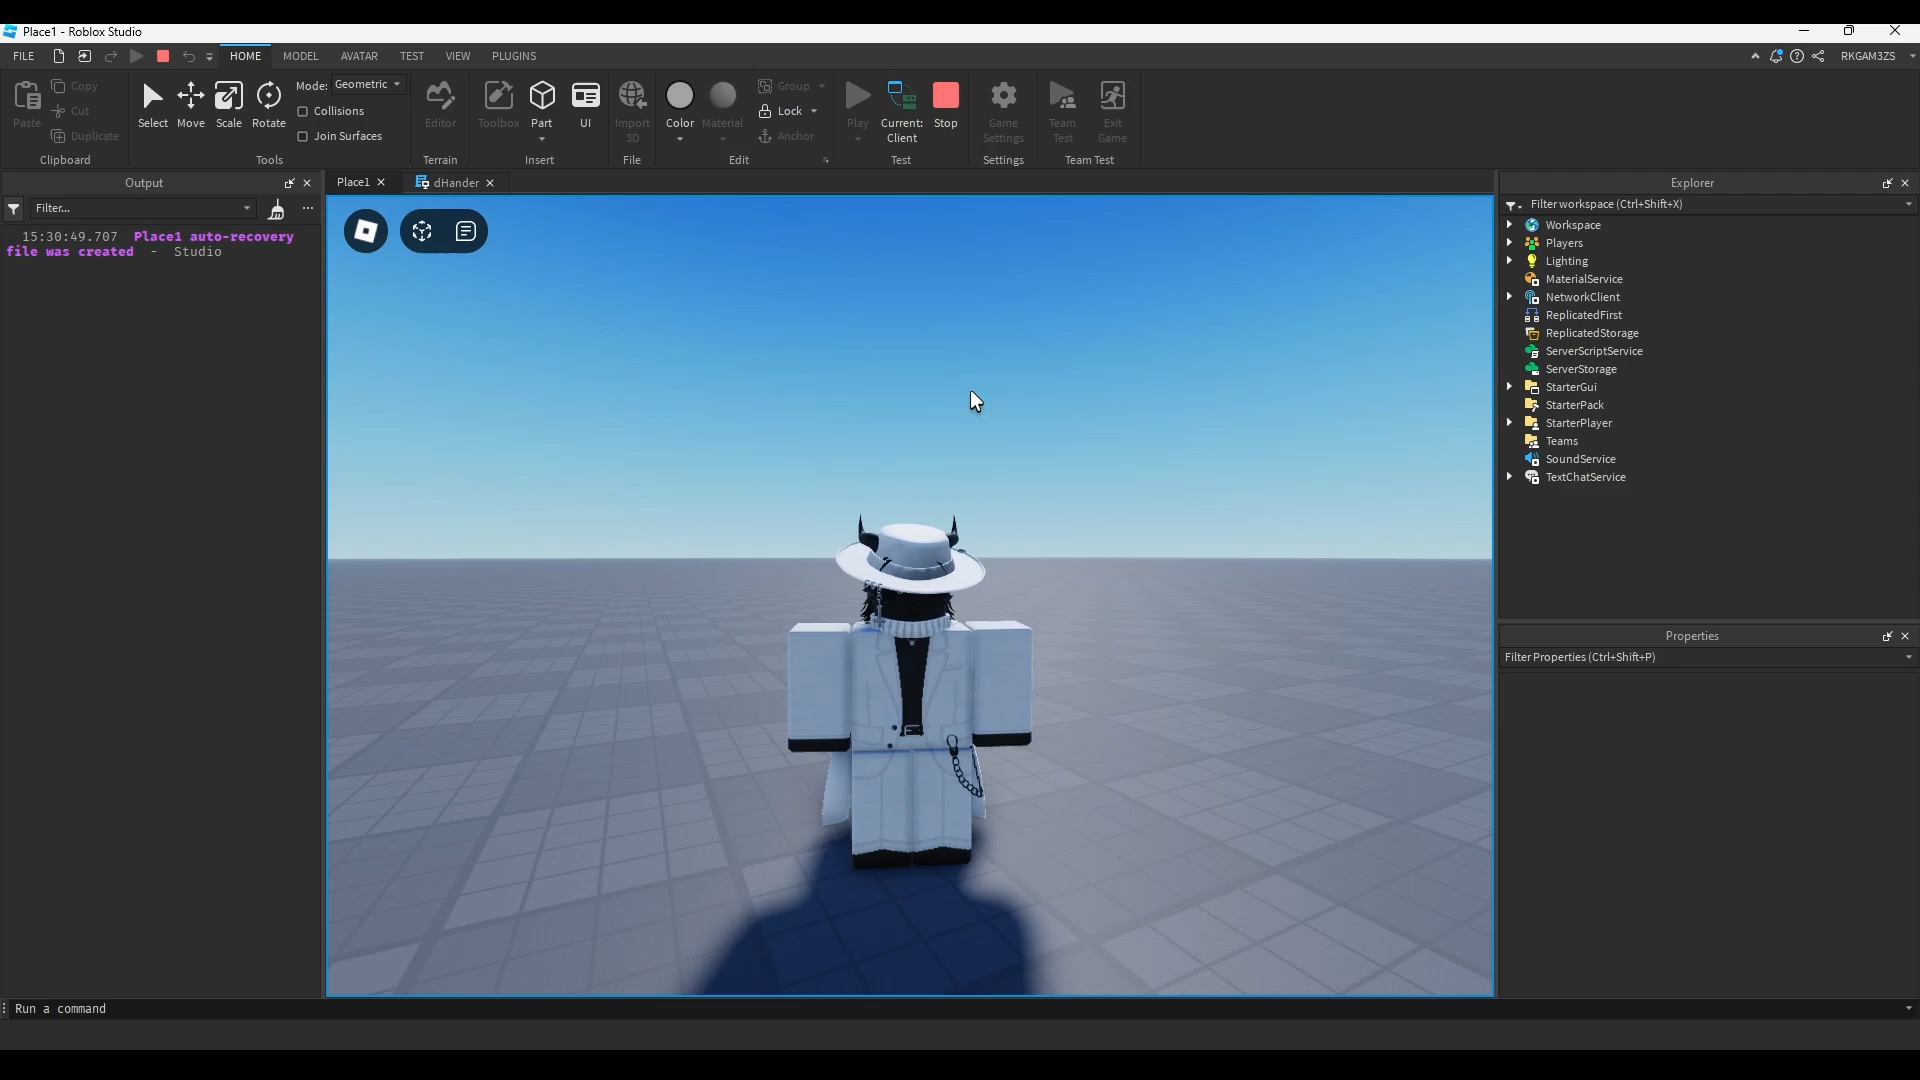 Place1 - Roblox Studio
FILE HOME MODEL AVATAR TEST VIEW PLUGINS RKGAM3ZS
Paste Copy Cut Duplicate
Clipboard
Select Move Scale Rotate
Mode: Geometric
Collisions
Join Surfaces
Tools
Editor
Terrain
Toolbox Part UI
Insert
Import
3D
File
Color Material
Group
Lock
Anchor
Edit
Play Current: Stop
Client
Test
Game
Settings
Settings
Team Exit
Test Game
Team Test
Output
Filter...
15:30:49.707 Place1 auto-recovery
file was created - Studio
Place1 dHander
Explorer
Filter workspace (Ctrl+Shift+X)
Workspace
Players
Lighting
MaterialService
NetworkClient
ReplicatedFirst
ReplicatedStorage
ServerScriptService
ServerStorage
StarterGui
StarterPack
StarterPlayer
Teams
SoundService
TextChatService
Properties
Filter Properties (Ctrl+Shift+P)
Run a command